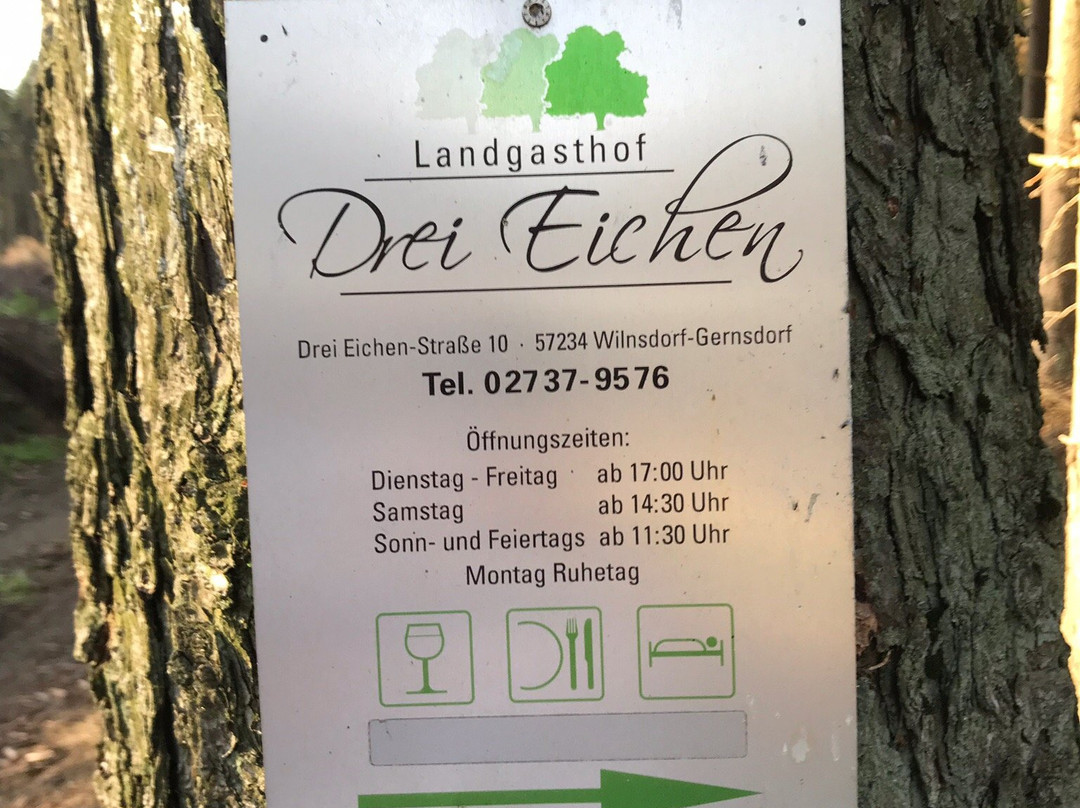 Landgasthof
Drei Eichen
Drei Eichen-Straße 10 · 57234 Wilnsdorf-Gernsdorf
Tel. 02737-9576
Öffnungszeiten:
Dienstag - Freitag ab 17:00 Uhr
Samstag ab 14:30 Uhr
Sonn- und Feiertags ab 11:30 Uhr
Montag Ruhetag